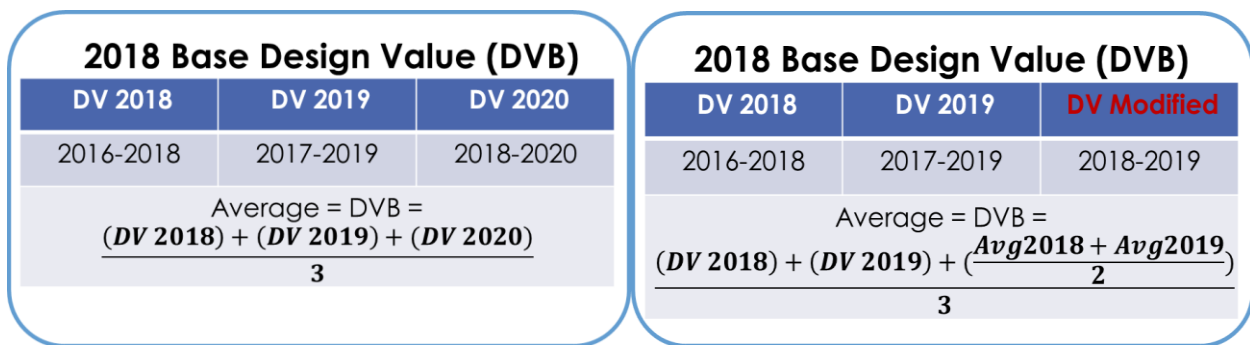 2018 Base Design Value (DVB)
DV 2018 DV 2019 DV 2020
2016-2018 2017-2019 2018-2020
Average = DVB =
(DV 2018) + (DV 2019) + (DV 2020)
3
2018 Base Design Value (DVB)
DV 2018 DV 2019 DV Modified
2016-2018 2017-2019 2018-2019
Average = DVB =
(DV 2018) + (DV 2019) + (Avg2018 + Avg2019
2)
3